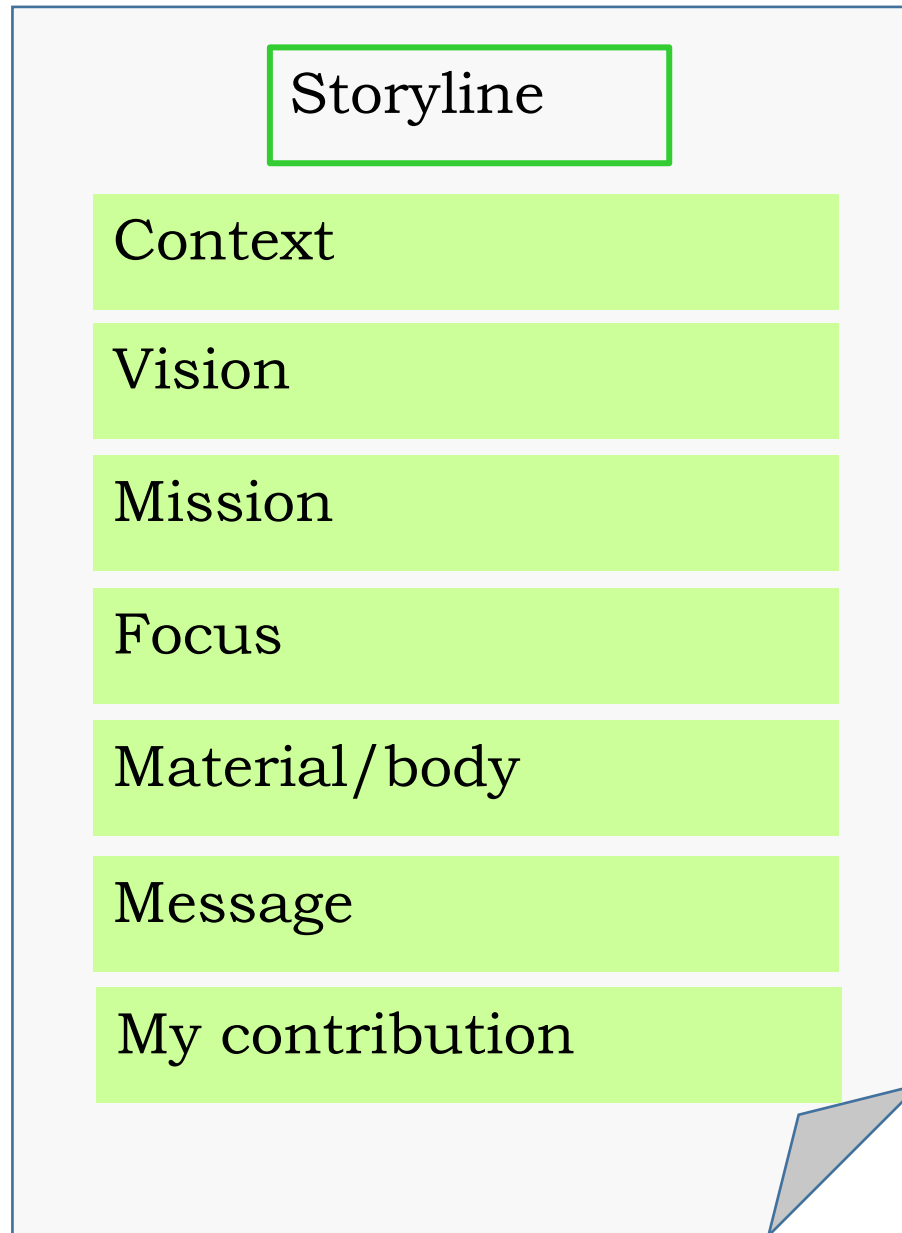 Storyline
Context
Vision
Mission
Focus
Material/body
Message
My contribution